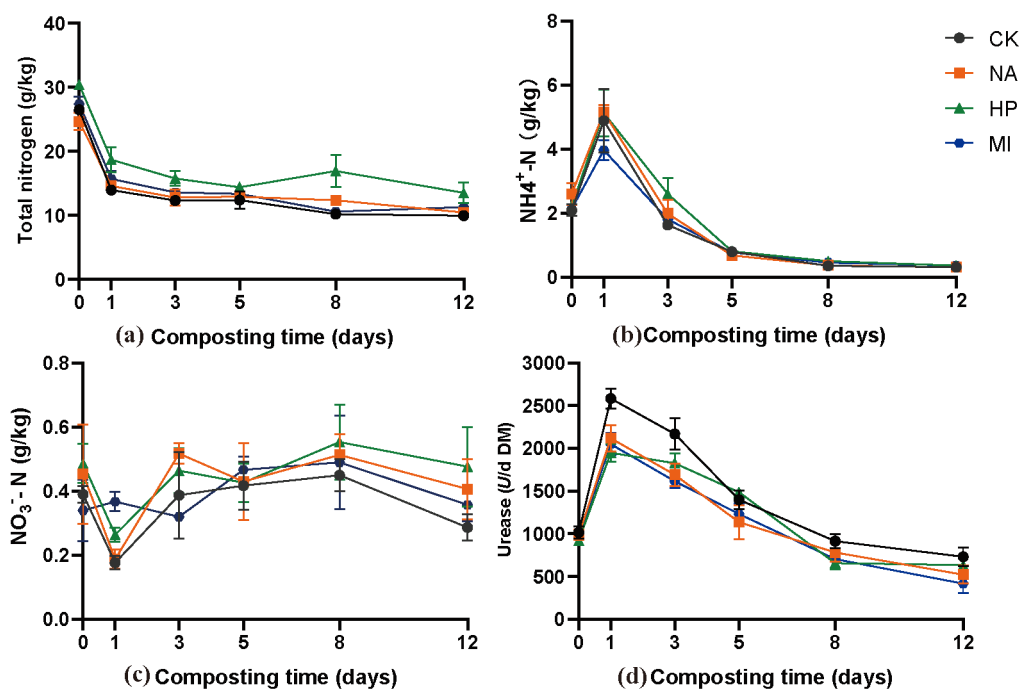 Total nitrogen (g/kg)
40
30
20
10
0
0 1 3 5 8 12
(a) Composting time (days)
NH4⁺-N (g/kg)
8
6
4
2
0
0 1 3 5 8 12
(b) Composting time (days)
CK
NA
HP
MI
NO₃⁻- N (g/kg)
0.8
0.6
0.4
0.2
0.0
0 1 3 5 8 12
(c) Composting time (days)
Urease (U/d DM)
3000
2500
2000
1500
1000
500
0
0 1 3 5 8 12
(d) Composting time (days)